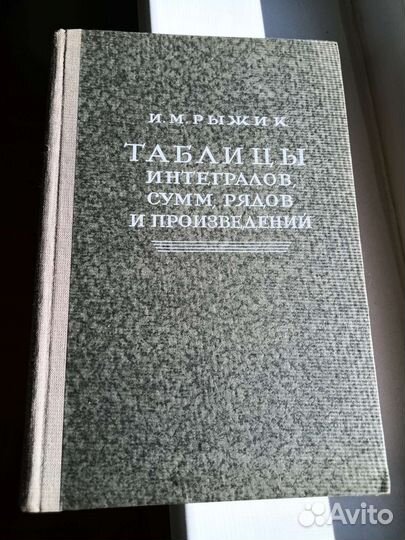 И. М. РЫЖИК
ТАБЛИЦЫ
ИНТЕГРАЛОВ,
СУММ, РЯДОВ
И ПРОИЗВЕДЕНИЙ
Avito